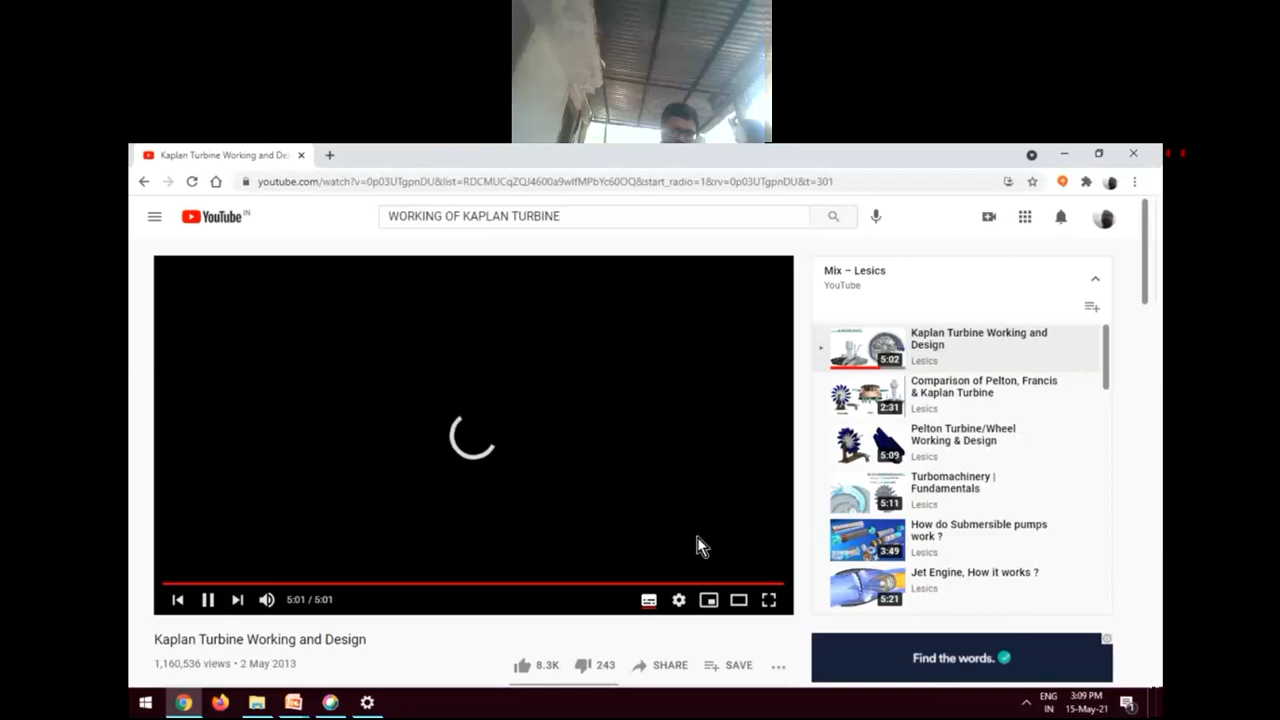 Kaplan Turbine Working and De
youtube.com/watch?v=0p03UTgpnDU&list=RDCMUCqZQJ4600a9wIfMPbYc60OQ&start_radio=1&rv=0p03UTgpnDU&t=301
YouTube IN
WORKING OF KAPLAN TURBINE
Mix – Lesics
YouTube
Kaplan Turbine Working and
Design
Lesics
5:02
Comparison of Pelton, Francis
& Kaplan Turbine
Lesics
2:31
Pelton Turbine/Wheel
Working & Design
Lesics
5:09
Turbomachinery |
Fundamentals
Lesics
5:11
How do Submersible pumps
work ?
Lesics
3:49
Jet Engine, How it works ?
Lesics
5:21
5:01 / 5:01
Kaplan Turbine Working and Design
1,160,536 views • 2 May 2013
8.3K
243
SHARE
SAVE
Find the words.
ENG
IN
3:09 PM
15-May-21